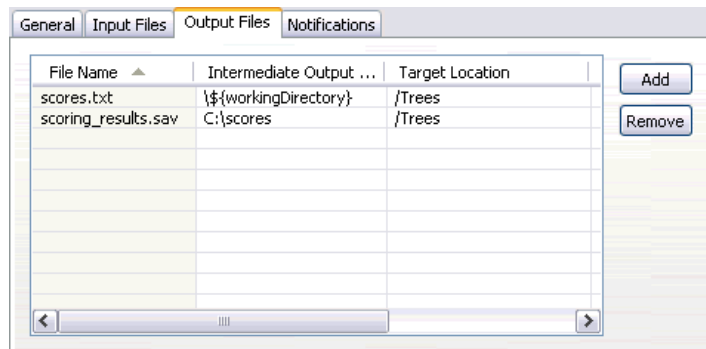 General Input Files Output Files Notifications
File Name Intermediate Output ... Target Location
scores.txt \${workingDirectory} /Trees
scoring_results.sav C:\scores /Trees
Add
Remove